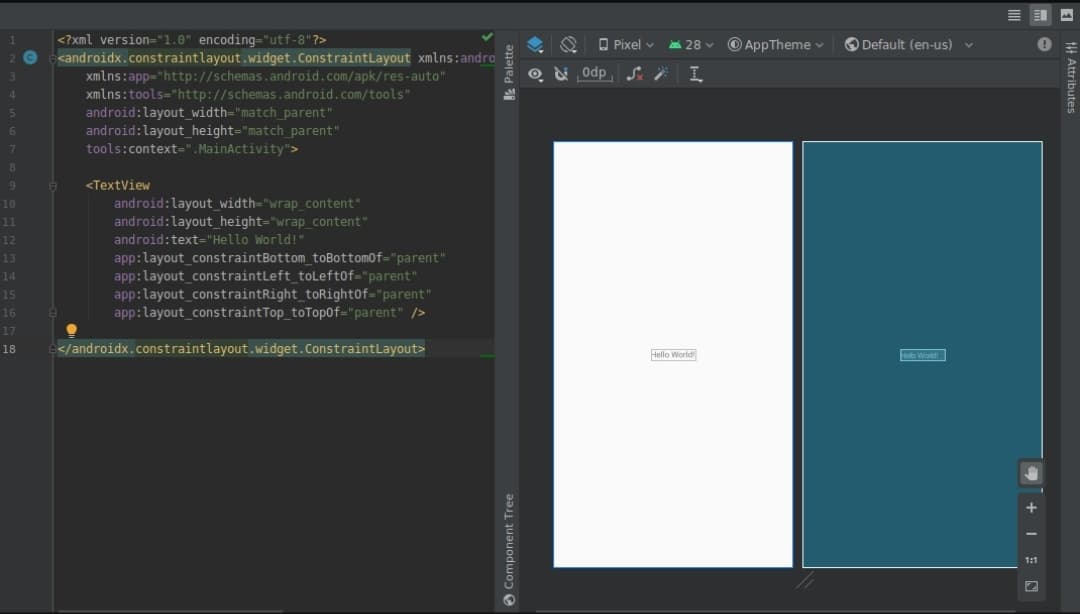 1 <?xml version="1.0" encoding="utf-8"?>
2 <androidx.constraintlayout.widget.ConstraintLayout xmlns:andro
3 xmlns:app="http://schemas.android.com/apk/res-auto"
4 xmlns:tools="http://schemas.android.com/tools"
5 android:layout_width="match_parent"
6 android:layout_height="match_parent"
7 tools:context=".MainActivity">
8
9 <TextView
10 android:layout_width="wrap_content"
11 android:layout_height="wrap_content"
12 android:text="Hello World!"
13 app:layout_constraintBottom_toBottomOf="parent"
14 app:layout_constraintLeft_toLeftOf="parent"
15 app:layout_constraintRight_toRightOf="parent"
16 app:layout_constraintTop_toTopOf="parent" />
17
18 </androidx.constraintlayout.widget.ConstraintLayout>
C
Palette
Component Tree
Pixel 28 AppTheme Default (en-us)
0dp
Hello World!
Hello World!
1:1
Attributes